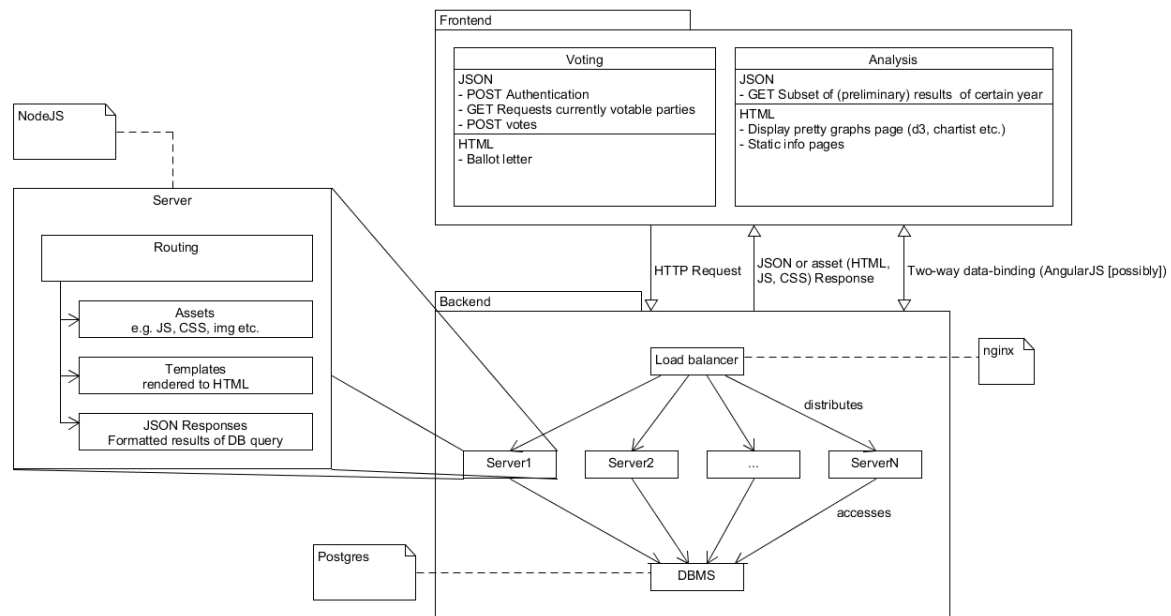 Frontend
Voting
JSON
- POST Authentication
- GET Requests currently votable parties
- POST votes
HTML
- Ballot letter
Analysis
JSON
- GET Subset of (preliminary) results of certain year
HTML
- Display pretty graphs page (d3, chartist etc.)
- Static info pages
NodeJS
Server
Routing
Assets
e.g. JS, CSS, img etc.
Templates
rendered to HTML
JSON Responses
Formatted results of DB query
HTTP Request
JSON or asset (HTML,
JS, CSS) Response
Two-way data-binding (AngularJS [possibly])
Backend
Load balancer
nginx
distributes
Server1
Server2
...
ServerN
accesses
Postgres
DBMS